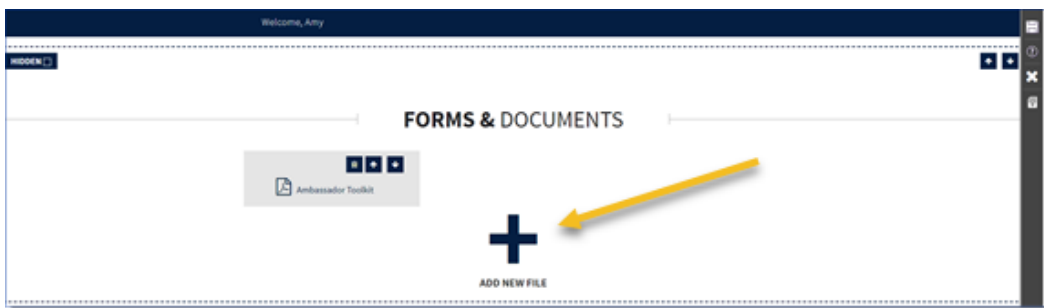 Welcome, Amy
HIDDEN
FORMS & DOCUMENTS
Ambassador Toolkit
ADD NEW FILE